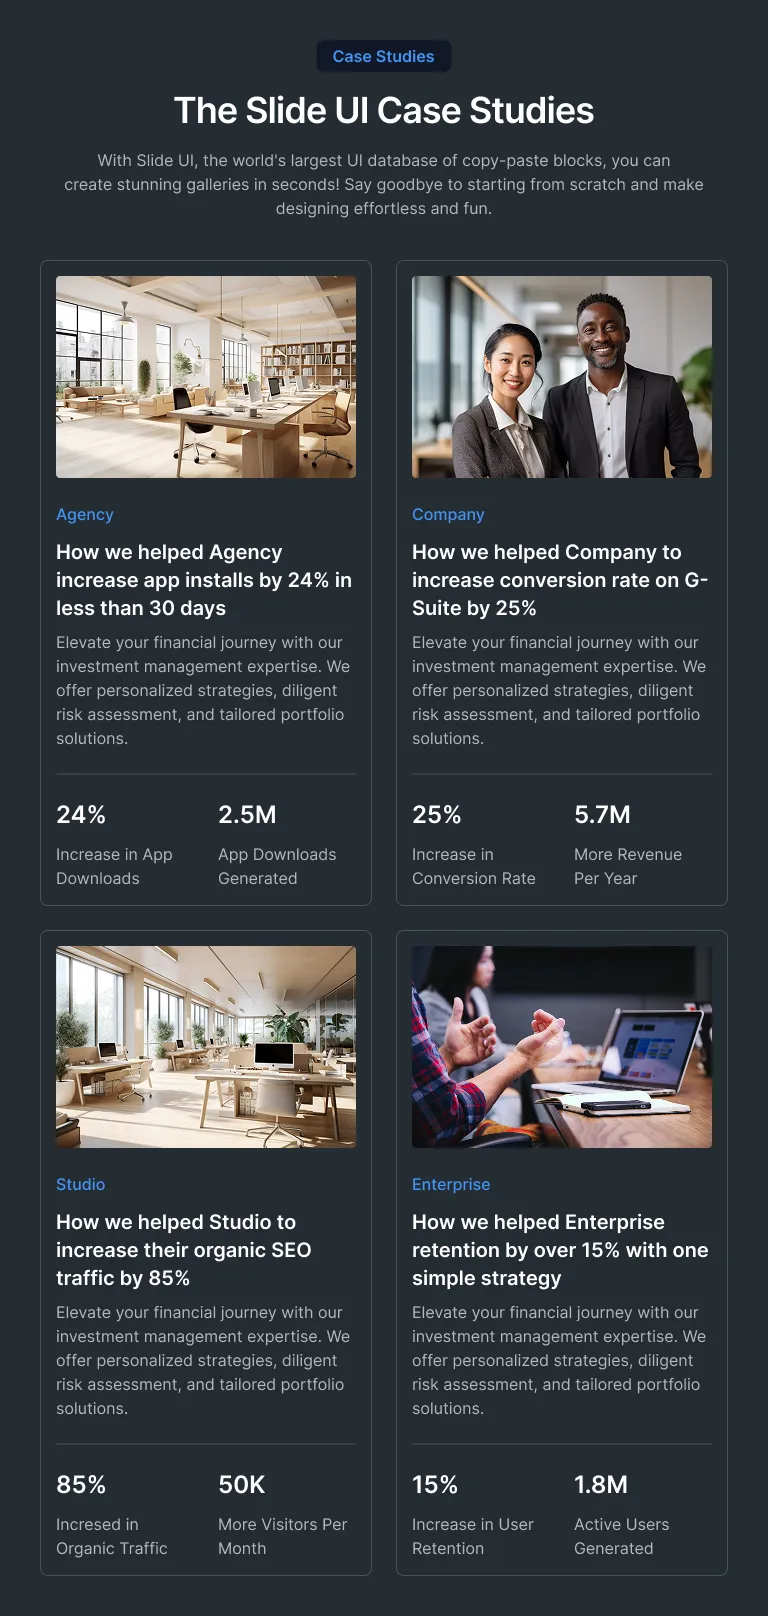 Case Studies
The Slide UI Case Studies
With Slide UI, the world's largest UI database of copy-paste blocks, you can
create stunning galleries in seconds! Say goodbye to starting from scratch and make
designing effortless and fun.
Agency
How we helped Agency
increase app installs by 24% in
less than 30 days
Elevate your financial journey with our
investment management expertise. We
offer personalized strategies, diligent
risk assessment, and tailored portfolio
solutions.
24%
Increase in App
Downloads
2.5M
App Downloads
Generated
Company
How we helped Company to
increase conversion rate on G-
Suite by 25%
Elevate your financial journey with our
investment management expertise. We
offer personalized strategies, diligent
risk assessment, and tailored portfolio
solutions.
25%
Increase in
Conversion Rate
5.7M
More Revenue
Per Year
Studio
How we helped Studio to
increase their organic SEO
traffic by 85%
Elevate your financial journey with our
investment management expertise. We
offer personalized strategies, diligent
risk assessment, and tailored portfolio
solutions.
85%
Incresed in
Organic Traffic
50K
More Visitors Per
Month
Enterprise
How we helped Enterprise
retention by over 15% with one
simple strategy
Elevate your financial journey with our
investment management expertise. We
offer personalized strategies, diligent
risk assessment, and tailored portfolio
solutions.
15%
Increase in User
Retention
1.8M
Active Users
Generated